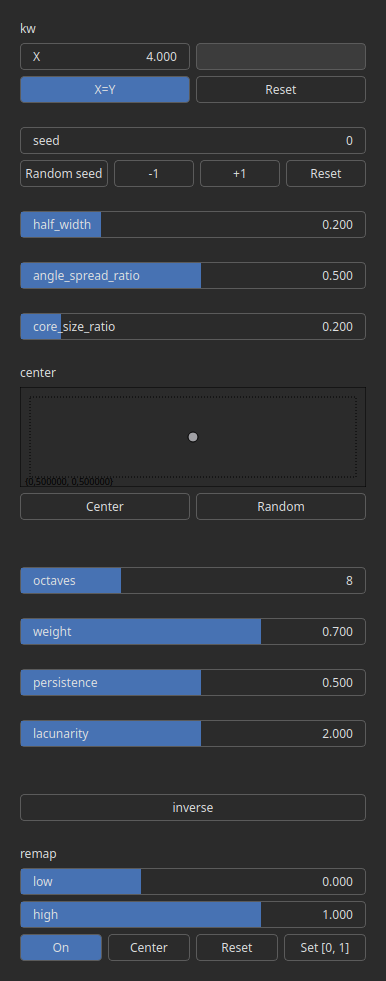 kw
X 4.000
X=Y Reset
seed 0
Random seed -1 +1 Reset
half_width 0.200
angle_spread_ratio 0.500
core_size_ratio 0.200
center
(0.500000, 0.500000)
Center Random
octaves 8
weight 0.700
persistence 0.500
lacunarity 2.000
inverse
remap
low 0.000
high 1.000
On Center Reset Set [0, 1]